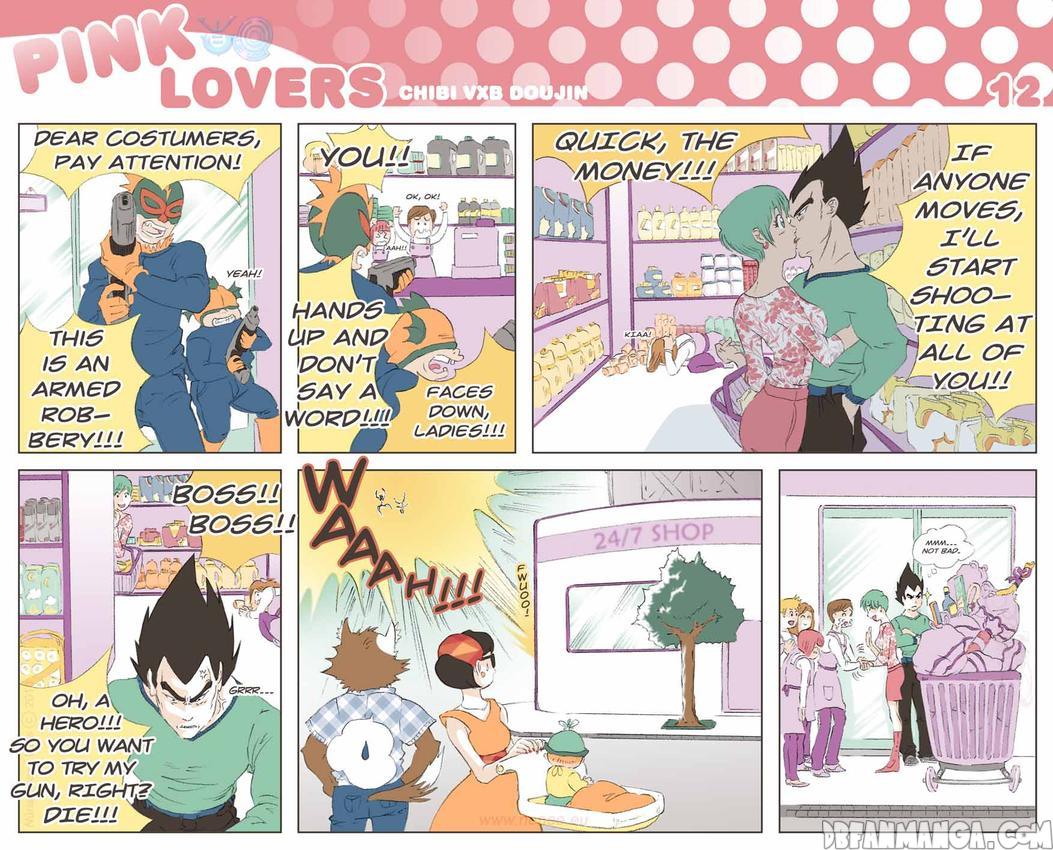 PINK
LOVERS
CHIBI VXB DOUJIN
12
DEAR COSTUMERS,
PAY ATTENTION!
YEAH!
THIS
IS AN
ARMED
ROB-
BERY!!!
YOU!!
OK, OK!
AAH!!
HANDS
UP AND
DON'T
SAY A
WORD!!!!
FACES
DOWN,
LADIES!!!
QUICK, THE
MONEY!!!
KIAA!
IF
ANYONE
MOVES,
I'LL
START
SHOO-
TING AT
ALL OF
YOU!!
BOSS!!
BOSS!!
GRRR...
OH, A
HERO!!!
SO YOU WANT
TO TRY MY
GUN, RIGHT?
DIE!!!
WAAAAH!!!
FWUOO!
24/7 SHOP
MMM...
NOT BAD.
DBFANMANGA.COM